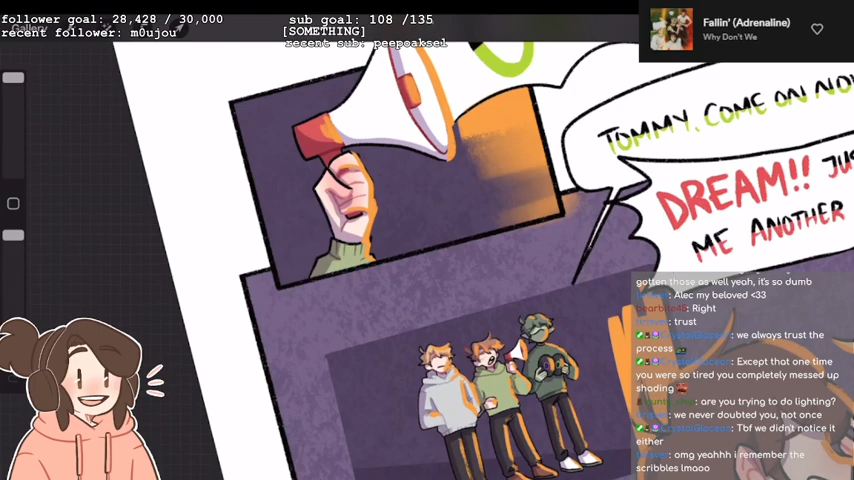 follower goal: 28,428 / 30,000
sub goal: 108 /135
Gallery
recent follower: m0ujou
[SOMETHING]
recent sub: peepoaksel
Fallin' (Adrenaline)
Why Don't We
TOMMY, COME ON NO
DREAM!! JU
ME ANOTHER
gotten those as well yeah, it's so dumb
: Alec my beloved <33
: Right
: trust
: we always trust the
process
: Except that one time
you were so tired you completely messed up
shading
: are you trying to do lighting?
: we never doubted you, not once
: Tbf we didn't notice it
either
: omg yeahhh i remember the
scribbles lmaoo